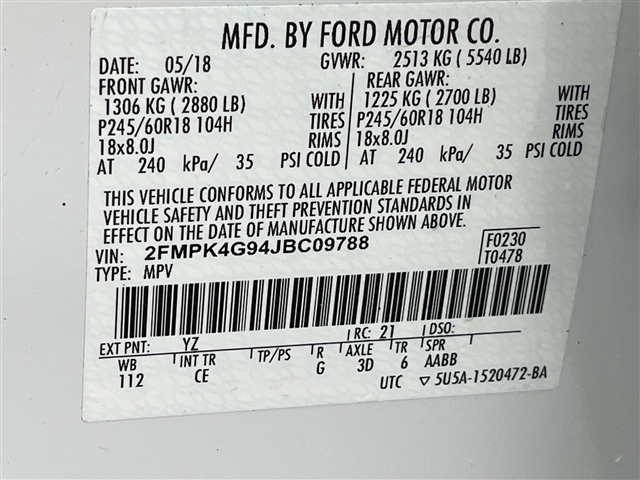 MFD. BY FORD MOTOR CO.
DATE: 05/18 GVWR: 2513 KG ( 5540 LB)
FRONT GAWR: REAR GAWR:
1306 KG ( 2880 LB) WITH 1225 KG ( 2700 LB) WITH
P245/60R18 104H TIRES P245/60R18 104H TIRES
18x8.0J RIMS 18x8.0J RIMS
AT 240 kPa/ 35 PSI COLD AT 240 kPa/ 35 PSI COLD
THIS VEHICLE CONFORMS TO ALL APPLICABLE FEDERAL MOTOR
VEHICLE SAFETY AND THEFT PREVENTION STANDARDS IN
EFFECT ON THE DATE OF MANUFACTURE SHOWN ABOVE.
VIN: 2FMPK4G94JBC09788 F0230
TYPE: MPV T0478
EXT PNT: YZ RC: 21 DSO:
WB INT TR TP/PS R AXLE TR SPR
112 CE G 3D 6 AABB
UTC ▽ 5U5A-1520472-BA